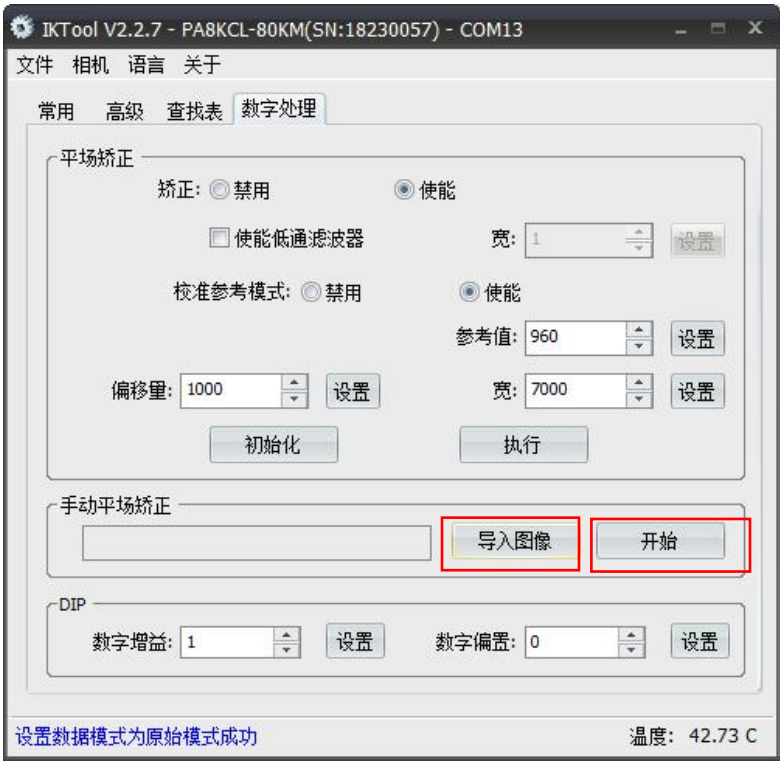 IKTool V2.2.7 - PA8KCL-80KM(SN:18230057) - COM13
文件 相机 语言 关于
常用 高级 查找表 数字处理
平场矫正
矫正: 禁用 使能
使能低通滤波器 宽: 1 设置
校准参考模式: 禁用 使能
参考值: 960 设置
偏移量: 1000 设置 宽: 7000 设置
初始化 执行
手动平场矫正
导入图像 开始
DIP
数字增益: 1 设置 数字偏置: 0 设置
设置数据模式为原始模式成功 温度: 42.73 C